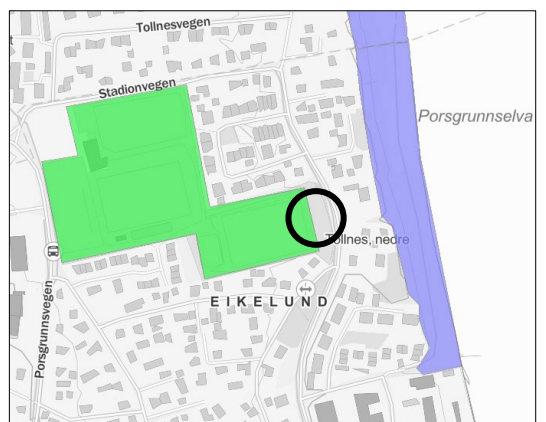 Tollnesvegen
t
Stadionvegen
Porsgrunnselva
Tollnes, nedre
EIKELUND
Porsgrunnsvegen